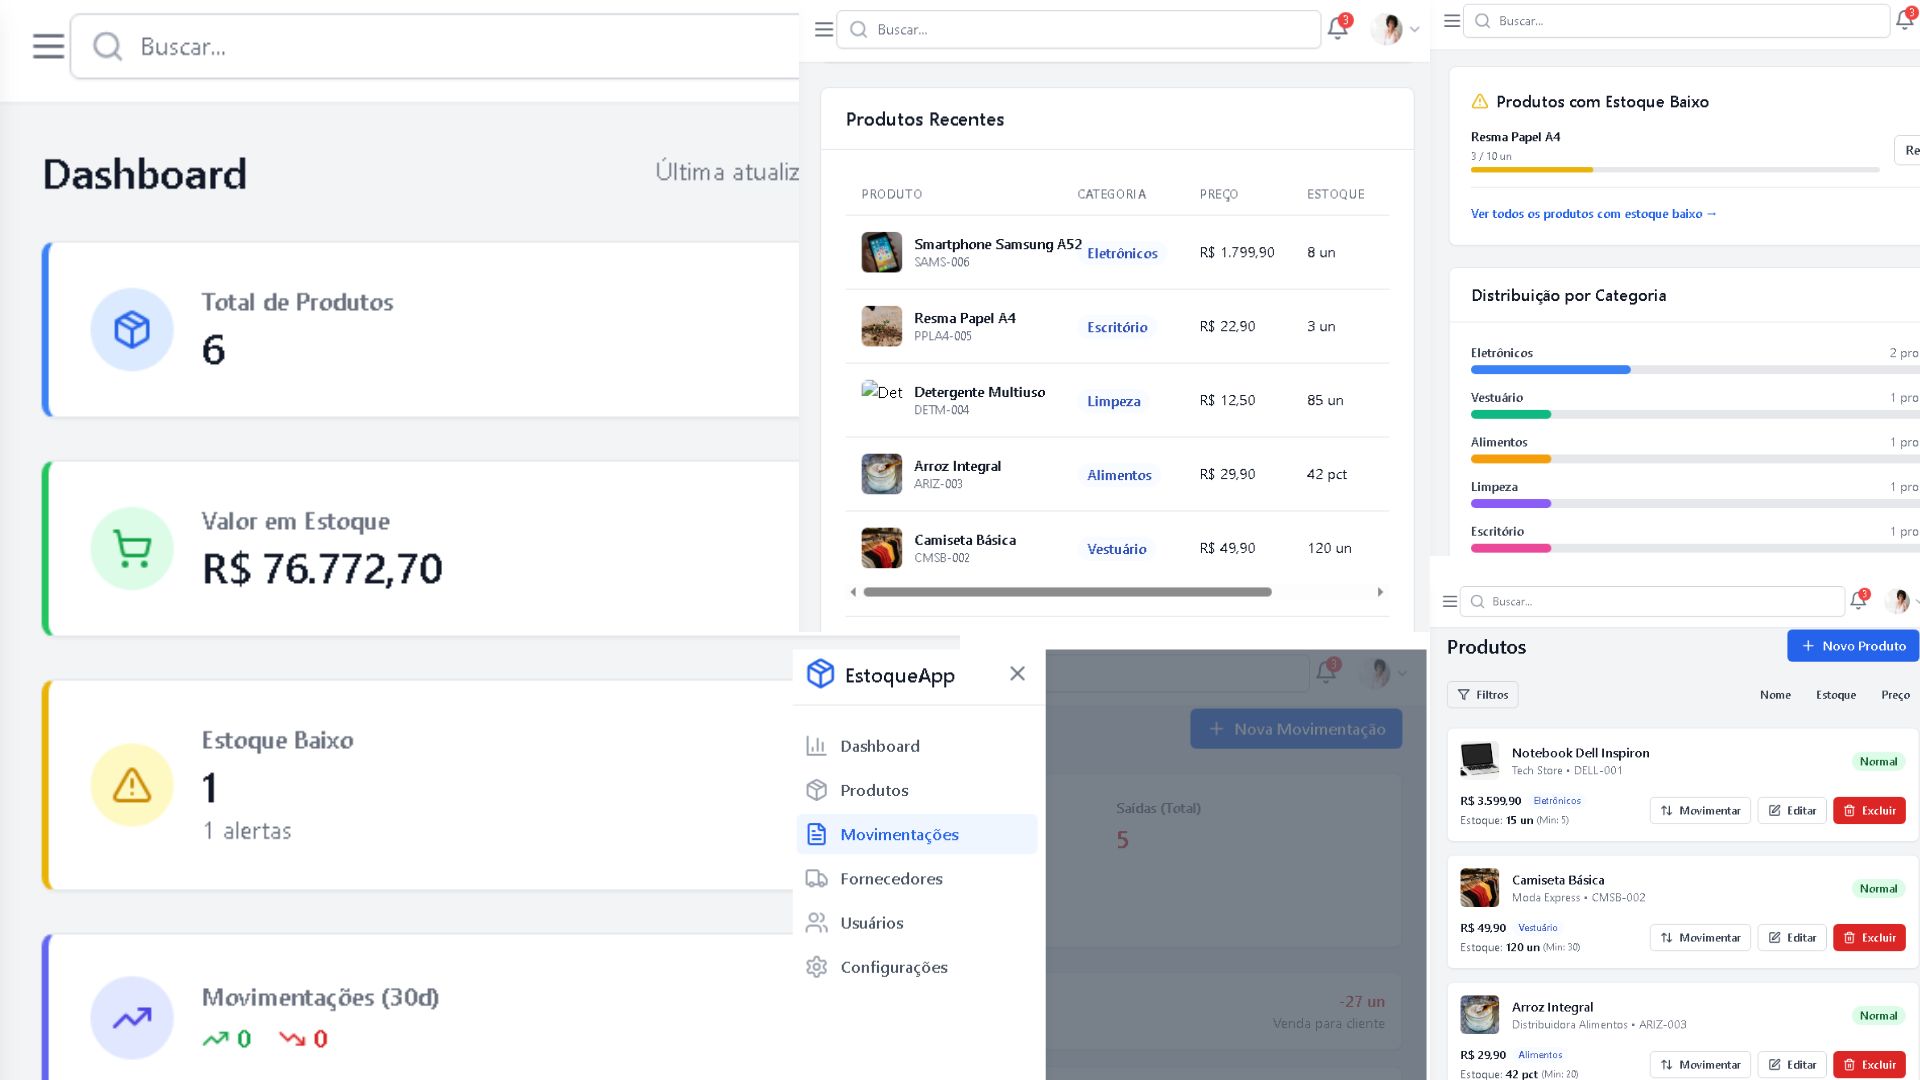 Buscar...
Dashboard
Última atualiz
Total de Produtos
6
Valor em Estoque
R$ 76.772,70
Estoque Baixo
1
1 alertas
Movimentações (30d)
0 0
Buscar...
3
Produtos Recentes
PRODUTO CATEGORIA PREÇO ESTOQUE
Smartphone Samsung A52
SAMS-006
Eletrônicos R$ 1.799,90 8 un
Resma Papel A4
PPLA4-005
Escritório R$ 22,90 3 un
Det
Detergente Multiuso
DETM-004
Limpeza R$ 12,50 85 un
Arroz Integral
ARIZ-003
Alimentos R$ 29,90 42 pct
Camiseta Básica
CMSB-002
Vestuário R$ 49,90 120 un
EstoqueApp
Dashboard
Produtos
Movimentações
Fornecedores
Usuários
Configurações
3
Nova Movimentação
Saídas (Total)
5
-27 un
Venda para cliente
Buscar...
3
Produtos com Estoque Baixo
Resma Papel A4
3 / 10 un
Re
Ver todos os produtos com estoque baixo →
Distribuição por Categoria
Eletrônicos 2 pro
Vestuário 1 pro
Alimentos 1 pro
Limpeza 1 pro
Escritório 1 pro
Buscar...
3
Produtos
Novo Produto
Filtros
Nome Estoque Preço
Notebook Dell Inspiron
Tech Store • DELL-001
Normal
R$ 3.599,90 Eletrônicos
Estoque: 15 un (Min: 5)
Movimentar Editar Excluir
Camiseta Básica
Moda Express • CMSB-002
Normal
R$ 49,90 Vestuário
Estoque: 120 un (Min: 30)
Movimentar Editar Excluir
Arroz Integral
Distribuidora Alimentos • ARIZ-003
Normal
R$ 29,90 Alimentos
Estoque: 42 pct (Min: 20)
Movimentar Editar Excluir